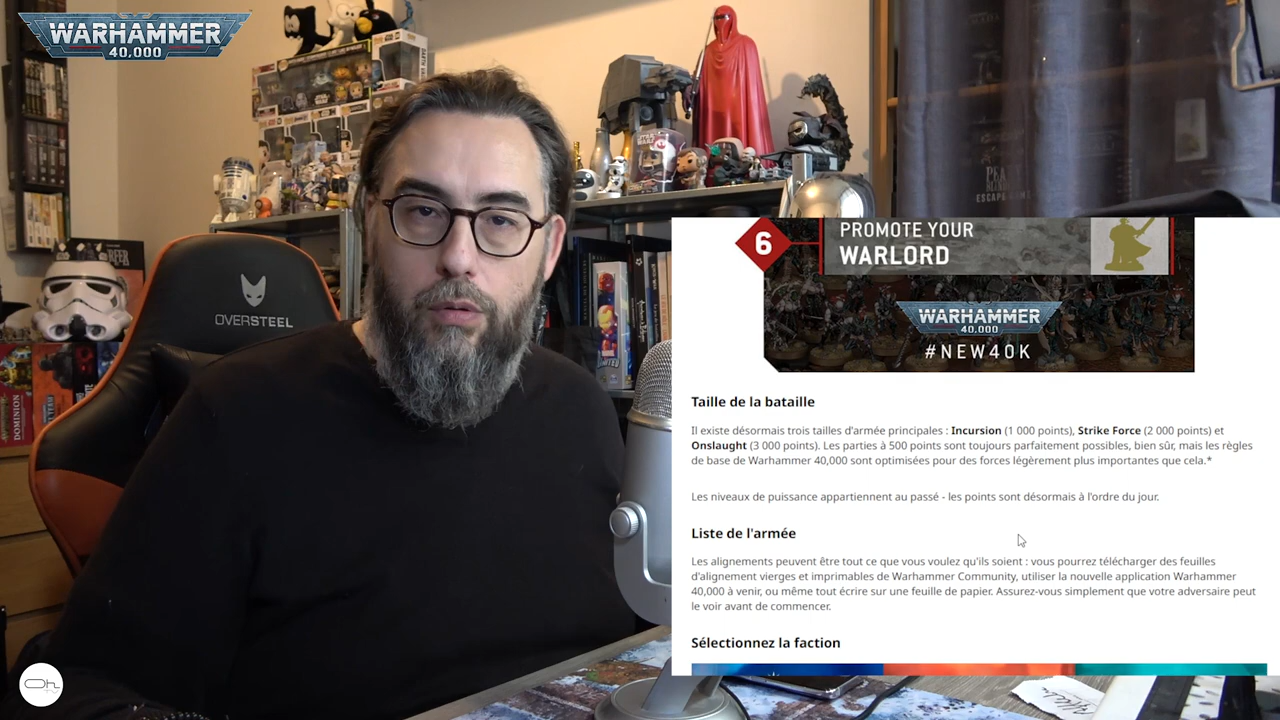 WARHAMMER
40,000
OVERSTEEL
DOMINION
MARVEL
ESCAPE
6
PROMOTE YOUR
WARLORD
WARHAMMER
40,000
#NEW40K
Taille de la bataille
Il existe désormais trois tailles d'armée principales : Incursion (1 000 points), Strike Force (2 000 points) et
Onslaught (3 000 points). Les parties à 500 points sont toujours parfaitement possibles, bien sûr, mais les règles
de base de Warhammer 40,000 sont optimisées pour des forces légèrement plus importantes que cela.*
Les niveaux de puissance appartiennent au passé - les points sont désormais à l'ordre du jour.
Liste de l'armée
Les alignements peuvent être tout ce que vous voulez qu'ils soient : vous pourrez télécharger des feuilles
d'alignement vierges et imprimables de Warhammer Community, utiliser la nouvelle application Warhammer
40,000 à venir, ou même tout écrire sur une feuille de papier. Assurez-vous simplement que votre adversaire peut
le voir avant de commencer.
Sélectionnez la faction